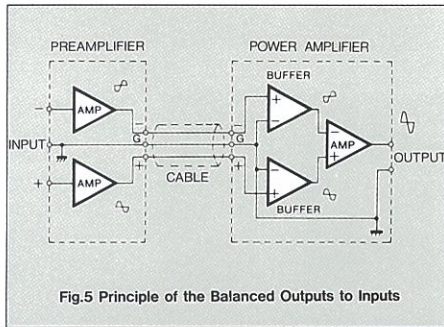 PREAMPLIFIER
POWER AMPLIFIER
BUFFER
−
AMP
−
G
+
−
G
+
+
−
−
+
AMP
INPUT
OUTPUT
+
AMP
CABLE
−
+
BUFFER
Fig.5 Principle of the Balanced Outputs to Inputs